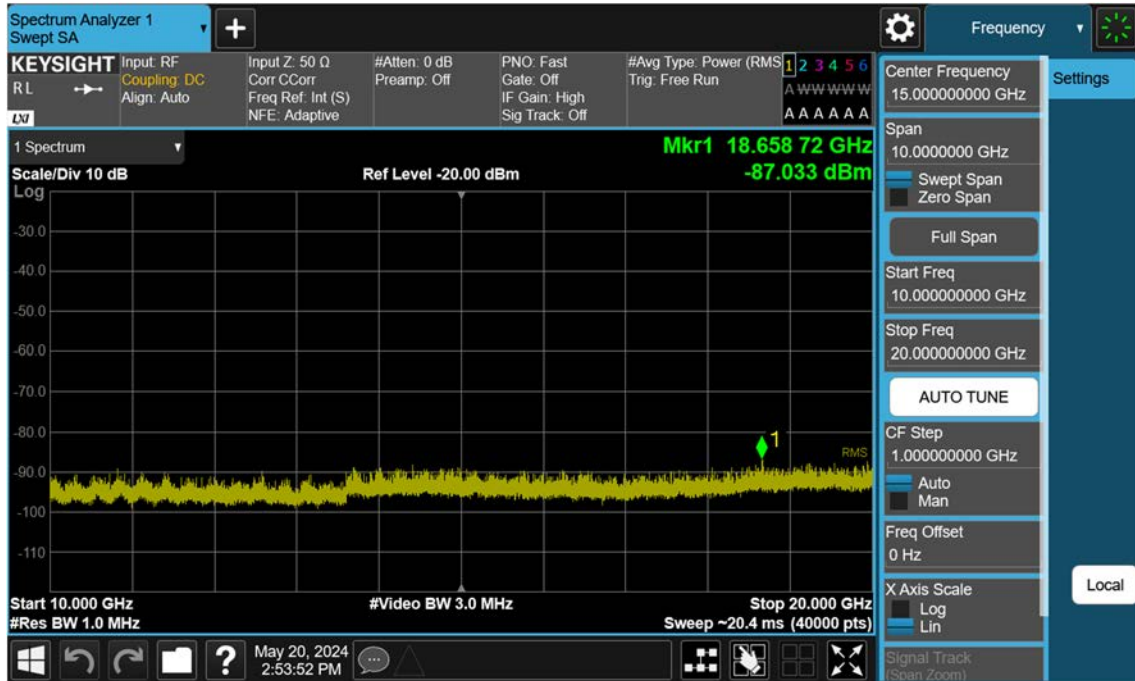 Spectrum Analyzer 1
Swept SA
+
Frequency
KEYSIGHT
R L
LXI
Input: RF
Coupling: DC
Align: Auto
Input Z: 50 Ω
Corr CCorr
Freq Ref: Int (S)
NFE: Adaptive
#Atten: 0 dB
Preamp: Off
PNO: Fast
Gate: Off
IF Gain: High
Sig Track: Off
#Avg Type: Power (RMS
Trig: Free Run
1 2 3 4 5 6
A W W W W W
A A A A A A
1 Spectrum
Scale/Div 10 dB
Ref Level -20.00 dBm
Mkr1 18.658 72 GHz
-87.033 dBm
Log
-30.0
-40.0
-50.0
-60.0
-70.0
-80.0
-90.0
-100
-110
1
RMS
Start 10.000 GHz
#Res BW 1.0 MHz
#Video BW 3.0 MHz
Stop 20.000 GHz
Sweep ~20.4 ms (40000 pts)
Center Frequency
15.000000000 GHz
Span
10.0000000 GHz
Swept Span
Zero Span
Full Span
Start Freq
10.000000000 GHz
Stop Freq
20.000000000 GHz
AUTO TUNE
CF Step
1.000000000 GHz
Auto
Man
Freq Offset
0 Hz
X Axis Scale
Log
Lin
Signal Track
(Span Zoom)
Settings
Local
?
May 20, 2024
2:53:52 PM